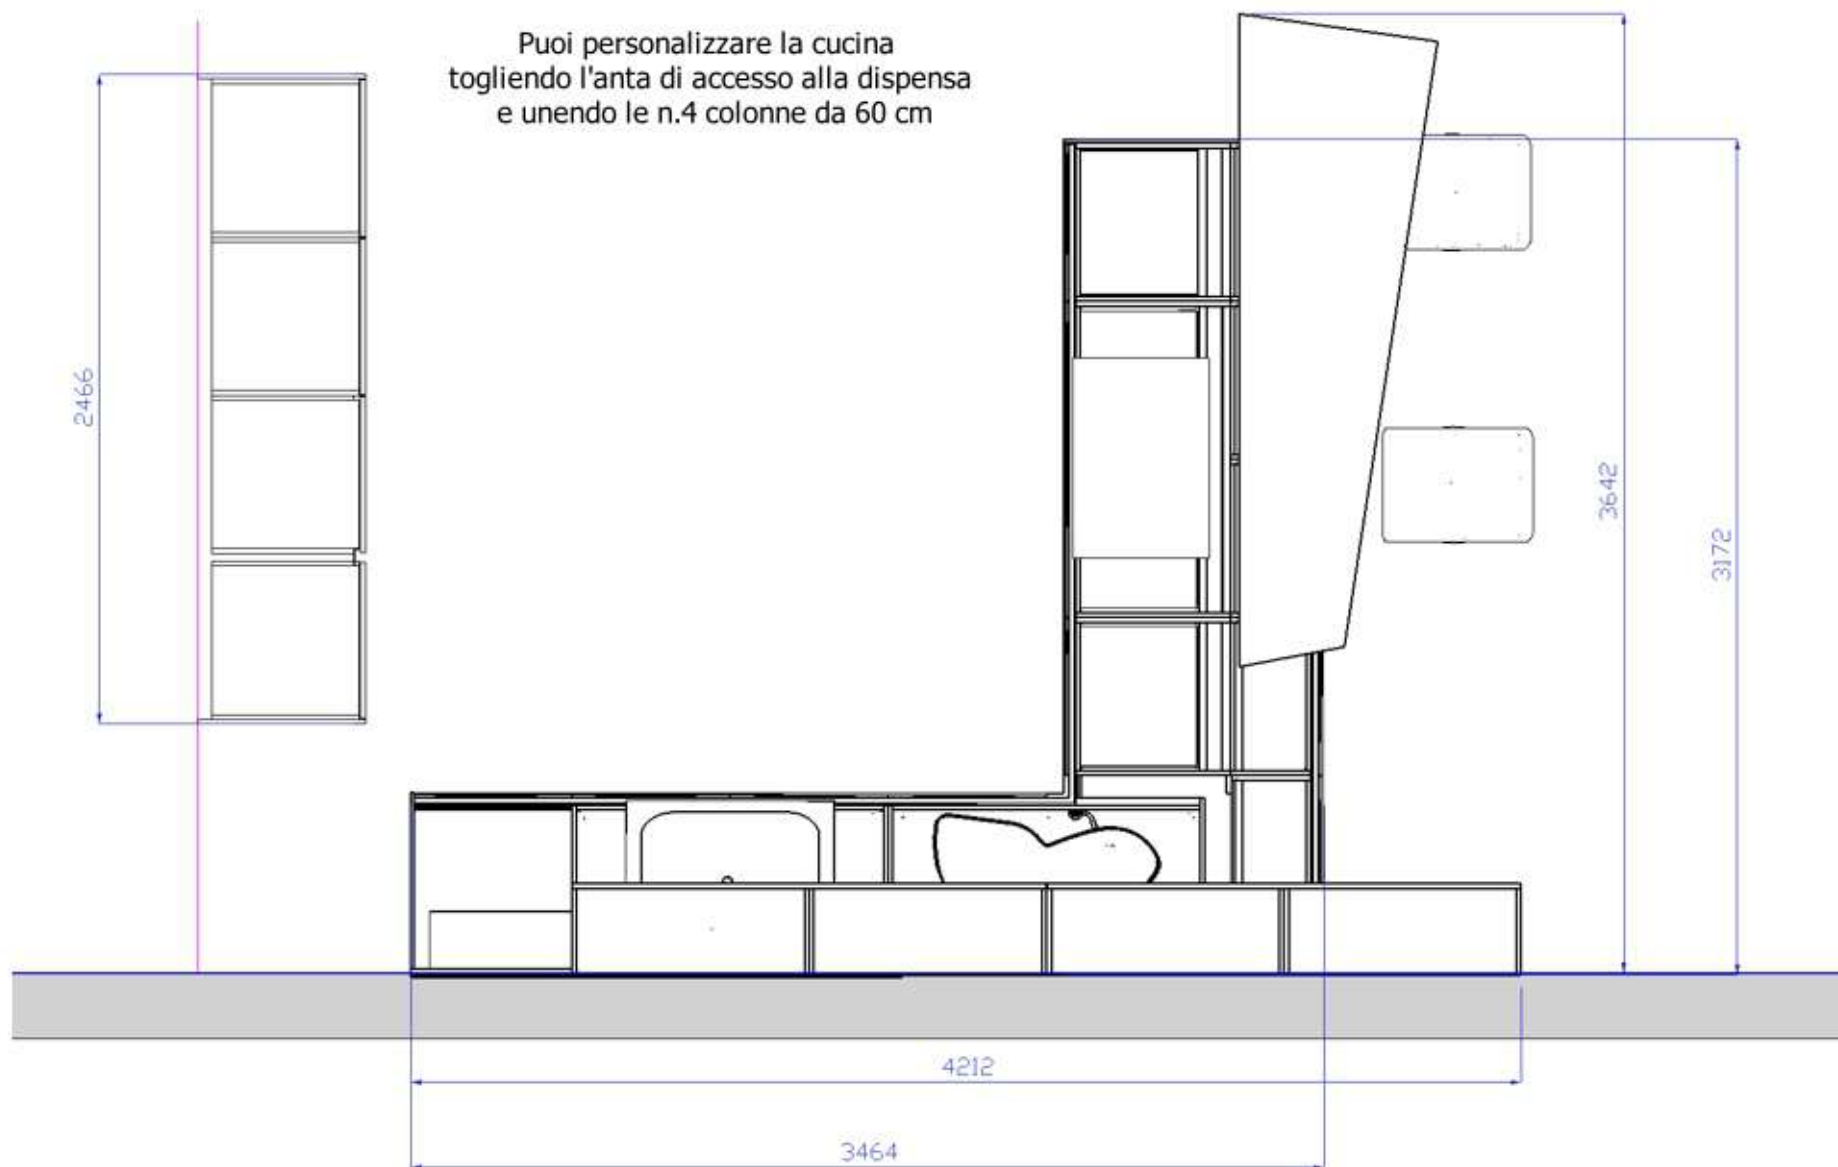 Puoi personalizzare la cucina
togliendo l'anta di accesso alla dispensa
e unendo le n.4 colonne da 60 cm
2466
3642
3172
4212
3464